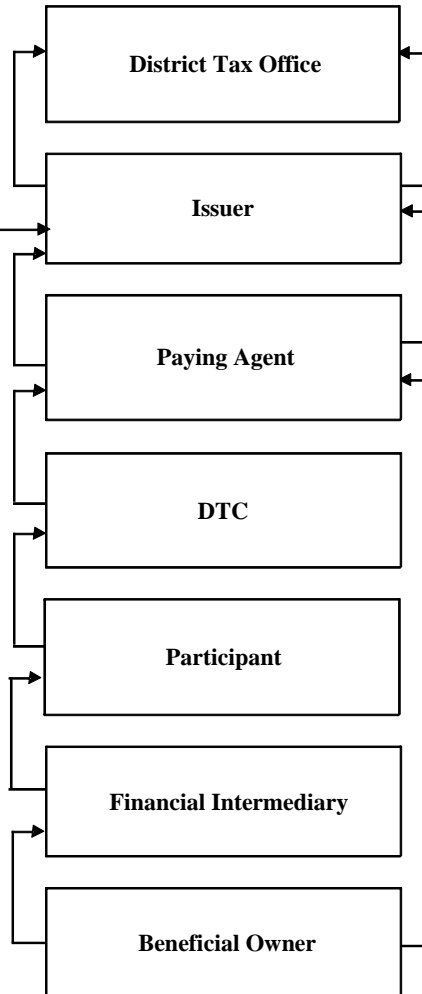 District Tax Office
Issuer
Paying Agent
DTC
Participant
Financial Intermediary
Beneficial Owner